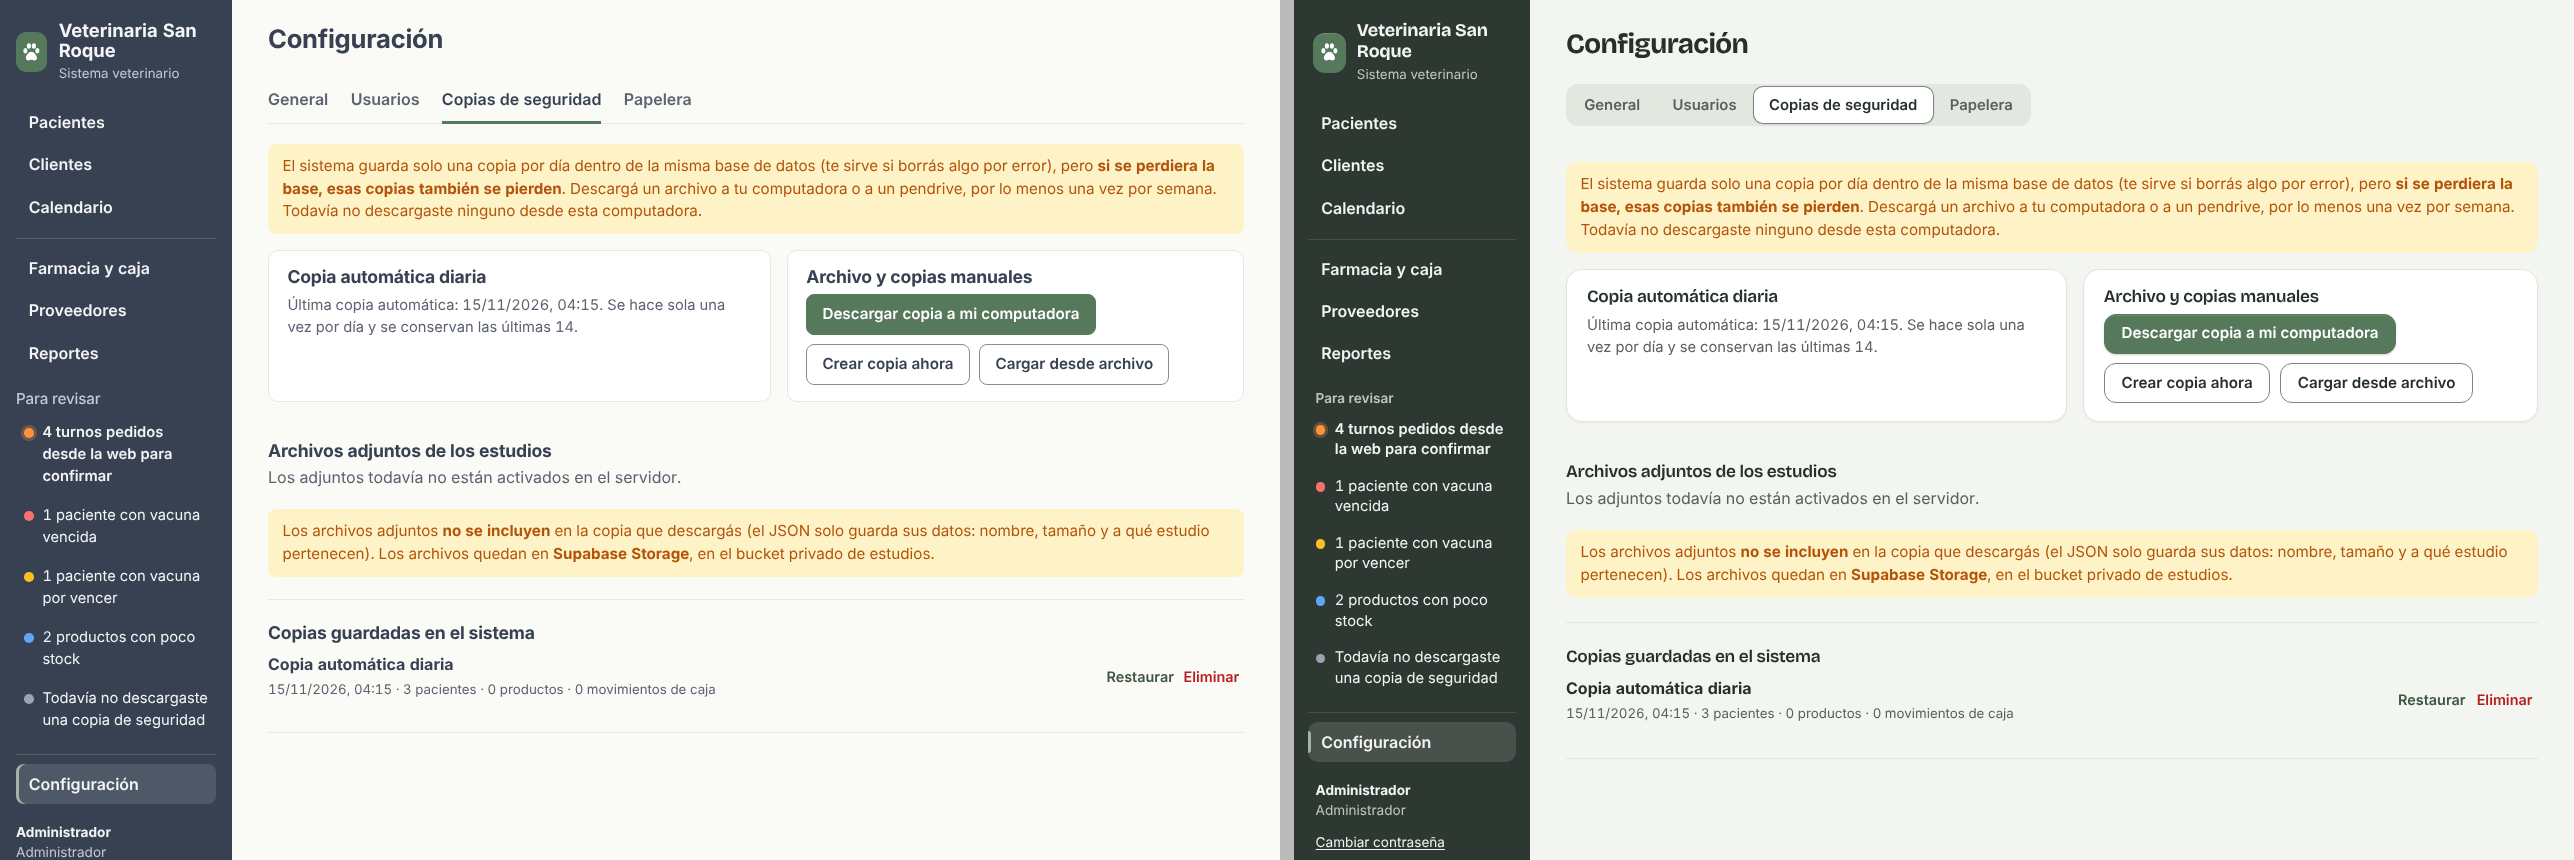 Veterinaria San
Roque
Sistema veterinario
Pacientes
Clientes
Calendario
Farmacia y caja
Proveedores
Reportes
Para revisar
4 turnos pedidos
desde la web para
confirmar
1 paciente con vacuna
vencida
1 paciente con vacuna
por vencer
2 productos con poco
stock
Todavía no descargaste
una copia de seguridad
Configuración
Administrador
Administrador
Configuración
General Usuarios Copias de seguridad Papelera
El sistema guarda solo una copia por día dentro de la misma base de datos (te sirve si borrás algo por error), pero si se perdiera la
base, esas copias también se pierden. Descargá un archivo a tu computadora o a un pendrive, por lo menos una vez por semana.
Todavía no descargaste ninguno desde esta computadora.
Copia automática diaria
Última copia automática: 15/11/2026, 04:15. Se hace sola una
vez por día y se conservan las últimas 14.
Archivo y copias manuales
Descargar copia a mi computadora
Crear copia ahora Cargar desde archivo
Archivos adjuntos de los estudios
Los adjuntos todavía no están activados en el servidor.
Los archivos adjuntos no se incluyen en la copia que descargás (el JSON solo guarda sus datos: nombre, tamaño y a qué estudio
pertenecen). Los archivos quedan en Supabase Storage, en el bucket privado de estudios.
Copias guardadas en el sistema
Copia automática diaria
15/11/2026, 04:15 · 3 pacientes · 0 productos · 0 movimientos de caja
Restaurar Eliminar
Veterinaria San
Roque
Sistema veterinario
Pacientes
Clientes
Calendario
Farmacia y caja
Proveedores
Reportes
Para revisar
4 turnos pedidos desde
la web para confirmar
1 paciente con vacuna
vencida
1 paciente con vacuna
por vencer
2 productos con poco
stock
Todavía no descargaste
una copia de seguridad
Configuración
Administrador
Administrador
Cambiar contraseña
Configuración
General Usuarios Copias de seguridad Papelera
El sistema guarda solo una copia por día dentro de la misma base de datos (te sirve si borrás algo por error), pero si se perdiera la
base, esas copias también se pierden. Descargá un archivo a tu computadora o a un pendrive, por lo menos una vez por semana.
Todavía no descargaste ninguno desde esta computadora.
Copia automática diaria
Última copia automática: 15/11/2026, 04:15. Se hace sola una
vez por día y se conservan las últimas 14.
Archivo y copias manuales
Descargar copia a mi computadora
Crear copia ahora Cargar desde archivo
Archivos adjuntos de los estudios
Los adjuntos todavía no están activados en el servidor.
Los archivos adjuntos no se incluyen en la copia que descargás (el JSON solo guarda sus datos: nombre, tamaño y a qué estudio
pertenecen). Los archivos quedan en Supabase Storage, en el bucket privado de estudios.
Copias guardadas en el sistema
Copia automática diaria
15/11/2026, 04:15 · 3 pacientes · 0 productos · 0 movimientos de caja
Restaurar Eliminar